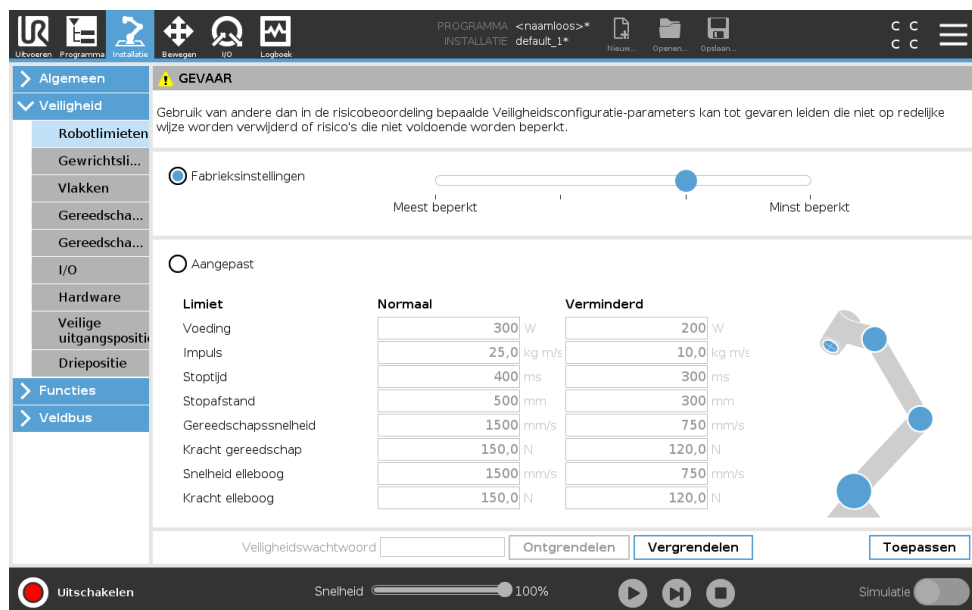 PROGRAMMA <naamloos>*
INSTALLATIE default_1*
Uitvoeren Programma Installatie Bewegen I/O Logboek
Nieuw... Openen... Opslaan...
C C
C C
Algemeen
Veiligheid
Robotlimieten
Gewrichtsli...
Vlakken
Gereedscha...
Gereedscha...
I/O
Hardware
Veilige
uitgangspositi
Driepositie
Functies
Veldbus
GEVAAR
Gebruik van andere dan in de risicobeoordeling bepaalde Veiligheidsconfiguratie-parameters kan tot gevaren leiden die niet op redelijke
wijze worden verwijderd of risico's die niet voldoende worden beperkt.
Fabrieksinstellingen
Meest beperkt Minst beperkt
Aangepast
Limiet Normaal Verminderd
Voeding 300 W 200 W
Impuls 25,0 kg m/s 10,0 kg m/s
Stoptijd 400 ms 300 ms
Stopafstand 500 mm 300 mm
Gereedschapssnelheid 1500 mm/s 750 mm/s
Kracht gereedschap 150,0 N 120,0 N
Snelheid elleboog 1500 mm/s 750 mm/s
Kracht elleboog 150,0 N 120,0 N
Veiligheidswachtwoord Ontgrendelen Vergrendelen Toepassen
Uitschakelen Snelheid 100% Simulatie